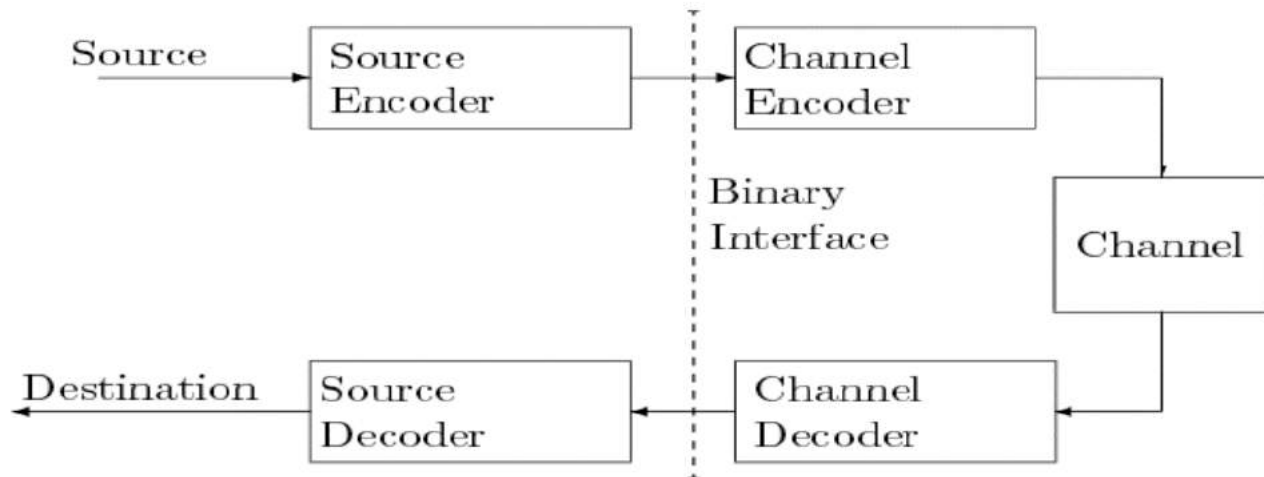 Source
Source
Encoder
Channel
Encoder
Binary
Interface
Channel
Destination
Source
Decoder
Channel
Decoder